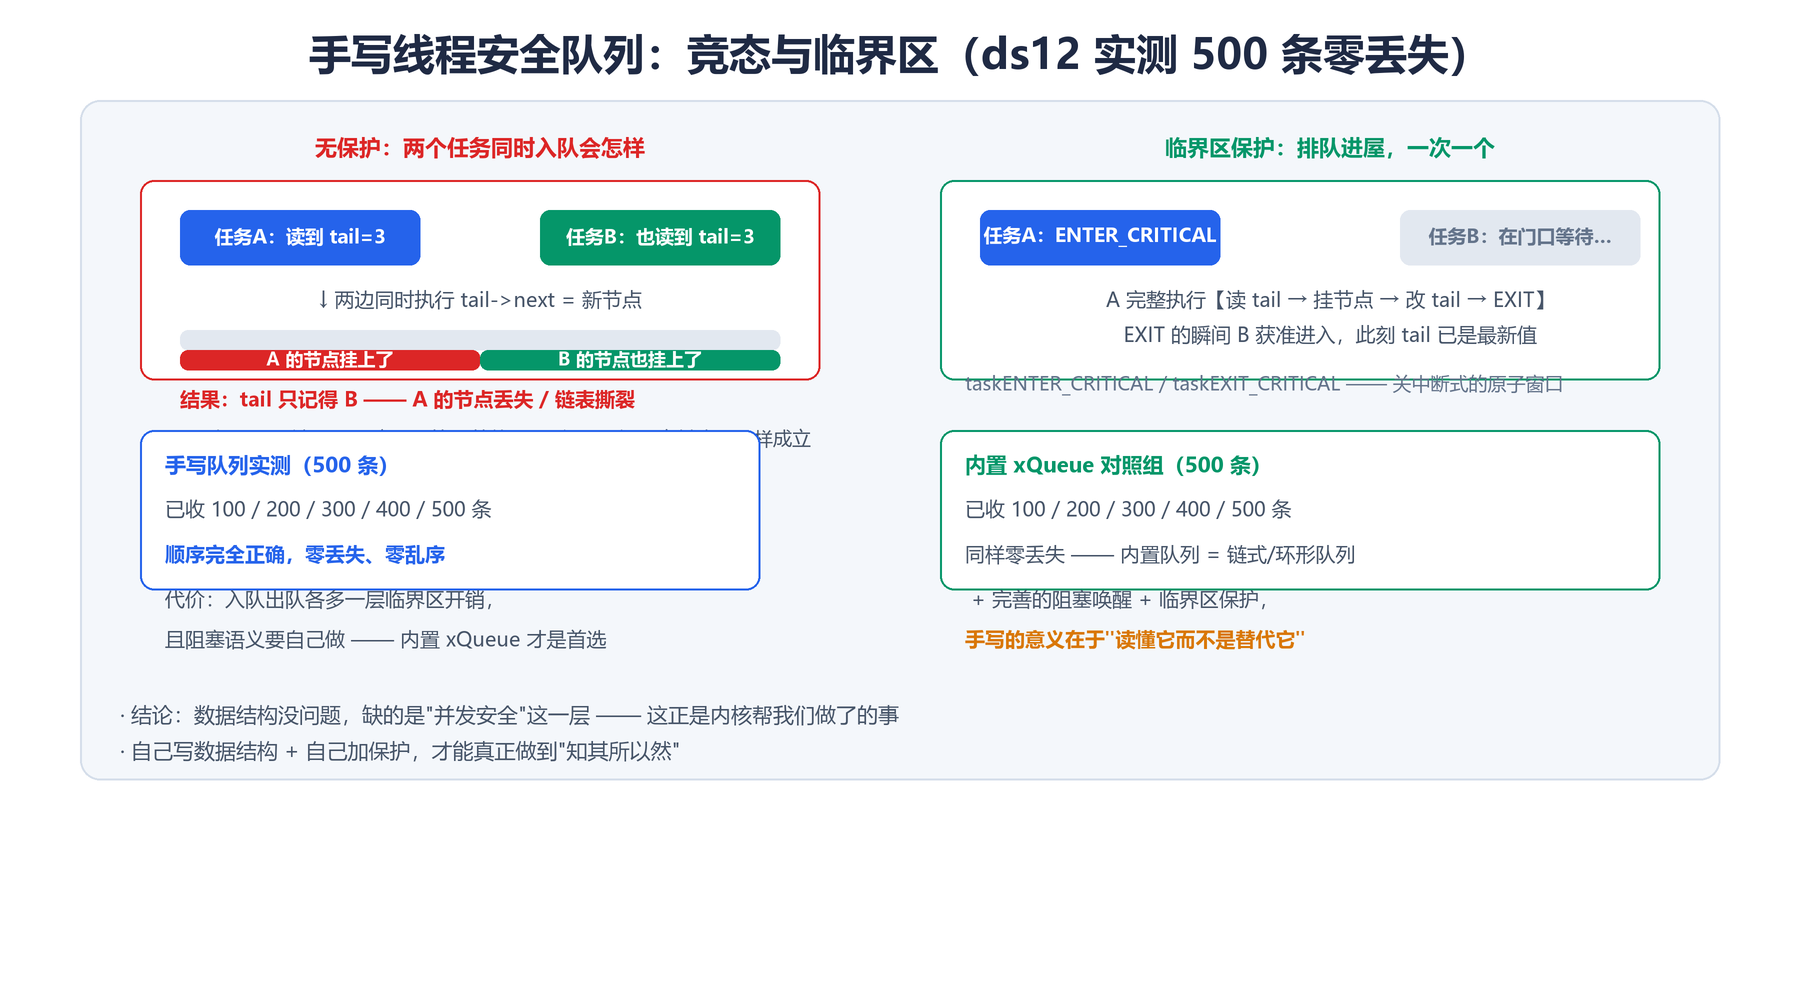 手写线程安全队列：竞态与临界区（ds12 实测 500 条零丢失）
无保护：两个任务同时入队会怎样
任务A：读到 tail=3
任务B：也读到 tail=3
↓ 两边同时执行 tail->next = 新节点
A 的节点挂上了
B 的节点也挂上了
结果：tail 只记得 B —— A 的节点丢失 / 链表撕裂
样成立
手写队列实测（500 条）
已收 100 / 200 / 300 / 400 / 500 条
顺序完全正确，零丢失、零乱序
代价：入队出队各多一层临界区开销，
且阻塞语义要自己做 —— 内置 xQueue 才是首选
临界区保护：排队进屋，一次一个
任务A：ENTER_CRITICAL
任务B：在门口等待...
A 完整执行【读 tail → 挂节点 → 改 tail → EXIT】
EXIT 的瞬间 B 获准进入，此刻 tail 已是最新值
taskENTER_CRITICAL / taskEXIT_CRITICAL —— 关中断式的原子窗口
内置 xQueue 对照组（500 条）
已收 100 / 200 / 300 / 400 / 500 条
同样零丢失 —— 内置队列 = 链式/环形队列
+ 完善的阻塞唤醒 + 临界区保护，
手写的意义在于"读懂它而不是替代它"
· 结论：数据结构没问题，缺的是"并发安全"这一层 —— 这正是内核帮我们做了的事
· 自己写数据结构 + 自己加保护，才能真正做到"知其所以然"